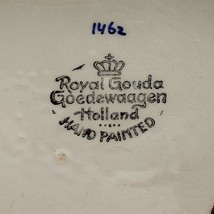 1462
Royal Gouda
Goedewaagen
Holland
HAND PAINTED